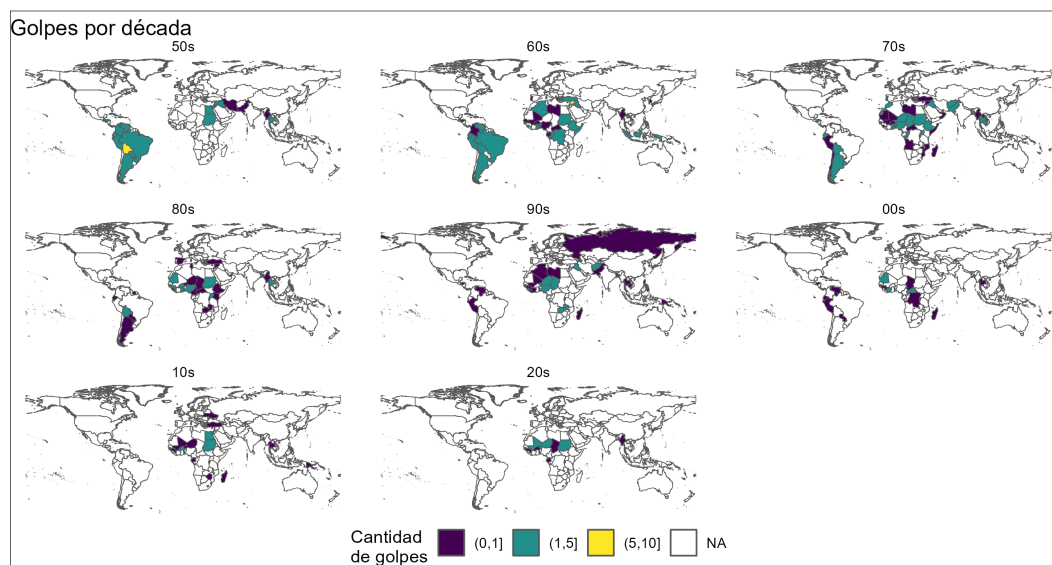 Golpes por década
50s
60s
70s
80s
90s
00s
10s
20s
Cantidad
de golpes
(0,1]
(1,5]
(5,10]
NA